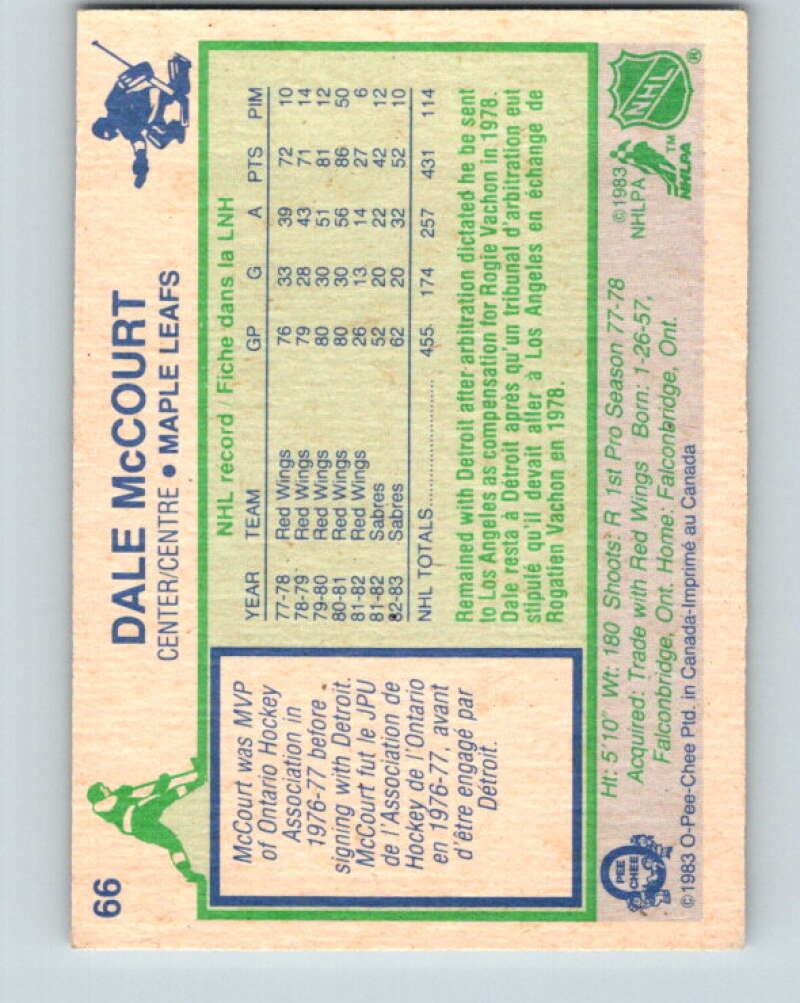 66
DALE McCOURT
CENTER/CENTRE • MAPLE LEAFS
McCourt was MVP
of Ontario Hockey
Association in
1976-77 before
signing with Detroit.
McCourt fut le JPU
de l'Association de
Hockey de l'Ontario
en 1976-77, avant
d'être engagé par
Détroit.
NHL record / Fiche dans la LNH
YEAR TEAM GP G A PTS PIM
77-78 Red Wings 76 33 39 72 10
78-79 Red Wings 79 28 43 71 14
79-80 Red Wings 80 30 51 81 12
80-81 Red Wings 80 30 56 86 50
81-82 Red Wings 26 13 14 27 6
81-82 Sabres 52 20 22 42 12
82-83 Sabres 62 20 32 52 10
NHL TOTALS.................... 455 174 257 431 114
Remained with Detroit after arbitration dictated he be sent
to Los Angeles as compensation for Rogie Vachon in 1978.
Dale resta à Détroit après qu'un tribunal d'arbitration eut
stipulé qu'il devait aller à Los Angeles en échange de
Rogatien Vachon en 1978.
Ht: 5'10" Wt: 180 Shoots: R 1st Pro Season 77-78
Acquired: Trade with Red Wings Born: 1-26-57,
Falconbridge, Ont. Home: Falconbridge, Ont.
©1983
NHLPA
NHLPA
TM
NHL
®
O
PEE
CHEE
©1983 O-Pee-Chee Ptd. in Canada-Imprimé au Canada